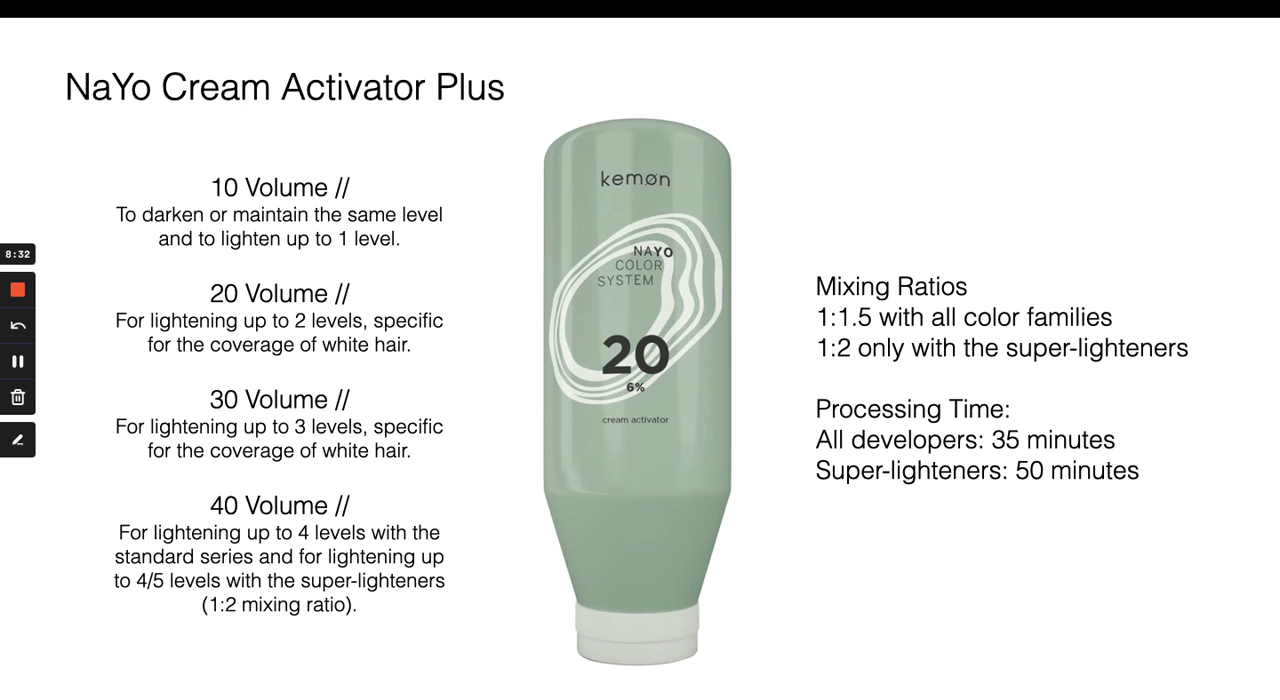 NaYo Cream Activator Plus
10 Volume //
To darken or maintain the same level
and to lighten up to 1 level.
20 Volume //
For lightening up to 2 levels, specific
for the coverage of white hair.
30 Volume //
For lightening up to 3 levels, specific
for the coverage of white hair.
40 Volume //
For lightening up to 4 levels with the
standard series and for lightening up
to 4/5 levels with the super-lighteners
(1:2 mixing ratio).
8:32
kemøn
NAYO
COLOR
SYSTEM
20
6%
cream activator
Mixing Ratios
1:1.5 with all color families
1:2 only with the super-lighteners
Processing Time:
All developers: 35 minutes
Super-lighteners: 50 minutes